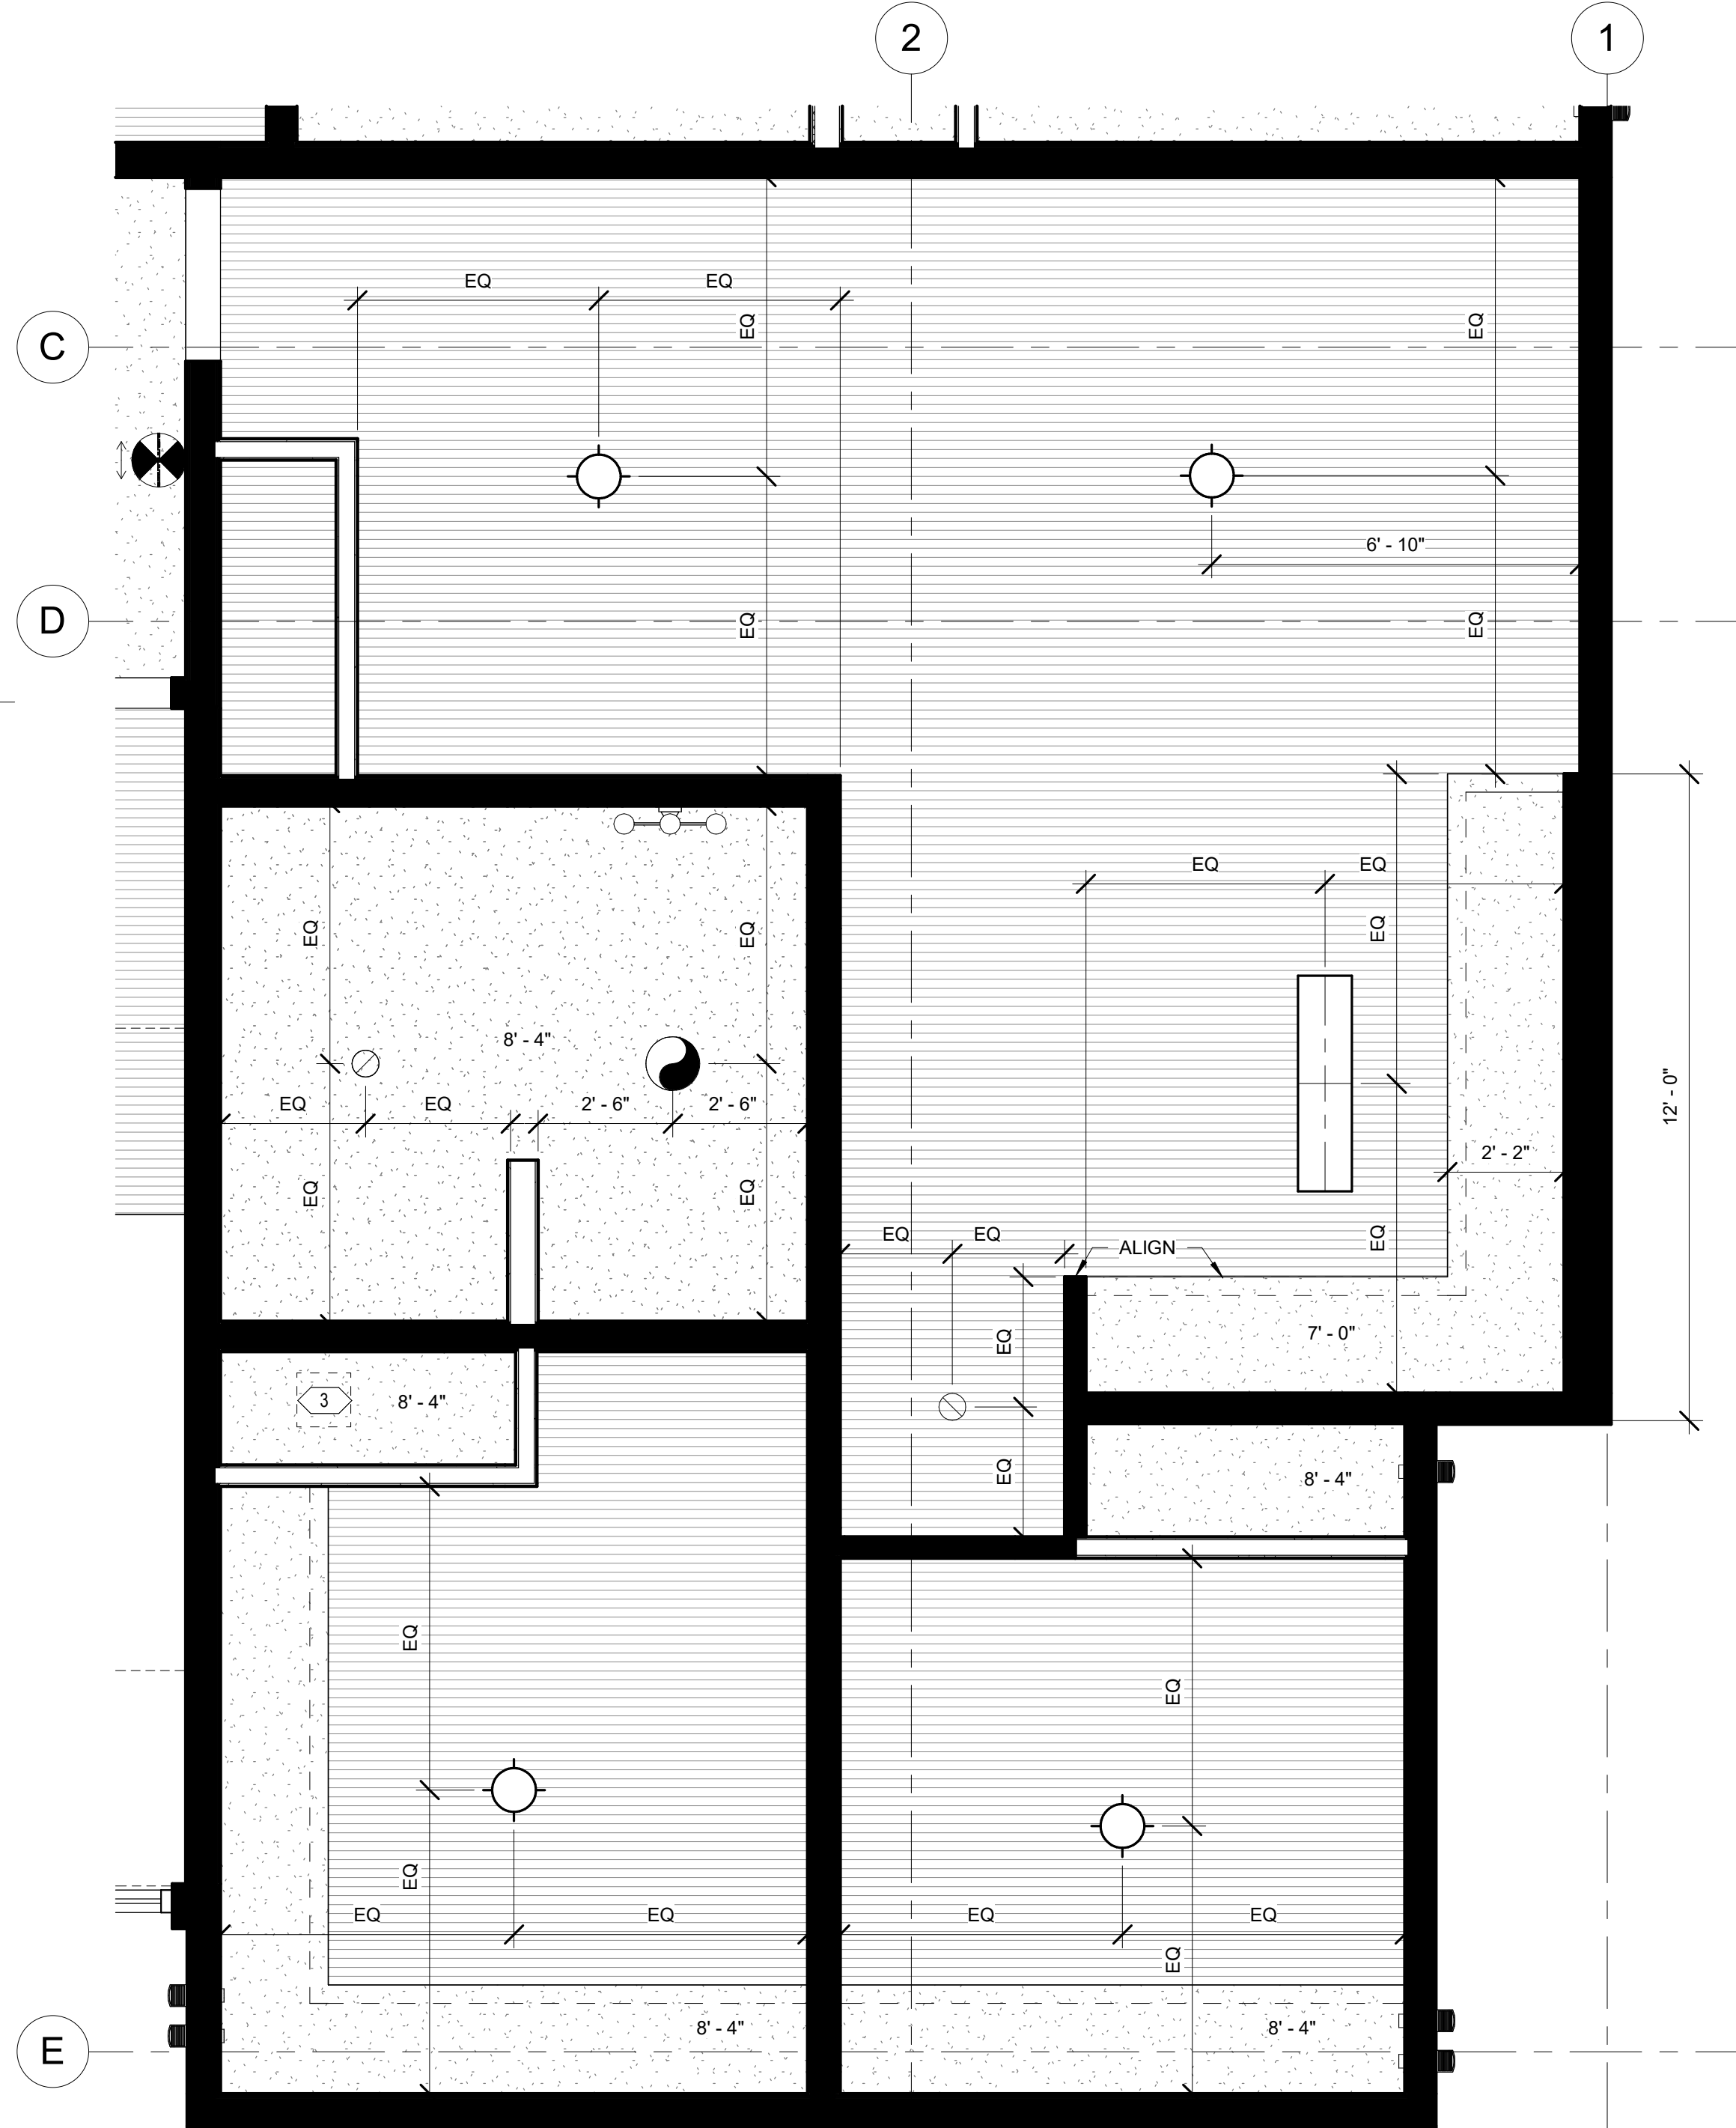 2
1
EQ
EQ
EQ
EQ
C
6' - 10"
D
EQ
EQ
EQ
EQ
EQ
EQ
EQ
8' - 4"
EQ
EQ
2' - 6"
2' - 6"
12' - 0"
2' - 2"
EQ
EQ
EQ
EQ
EQ
ALIGN
7' - 0"
EQ
3
8' - 4"
EQ
8' - 4"
EQ
EQ
EQ
EQ
EQ
EQ
EQ
EQ
8' - 4"
8' - 4"
E